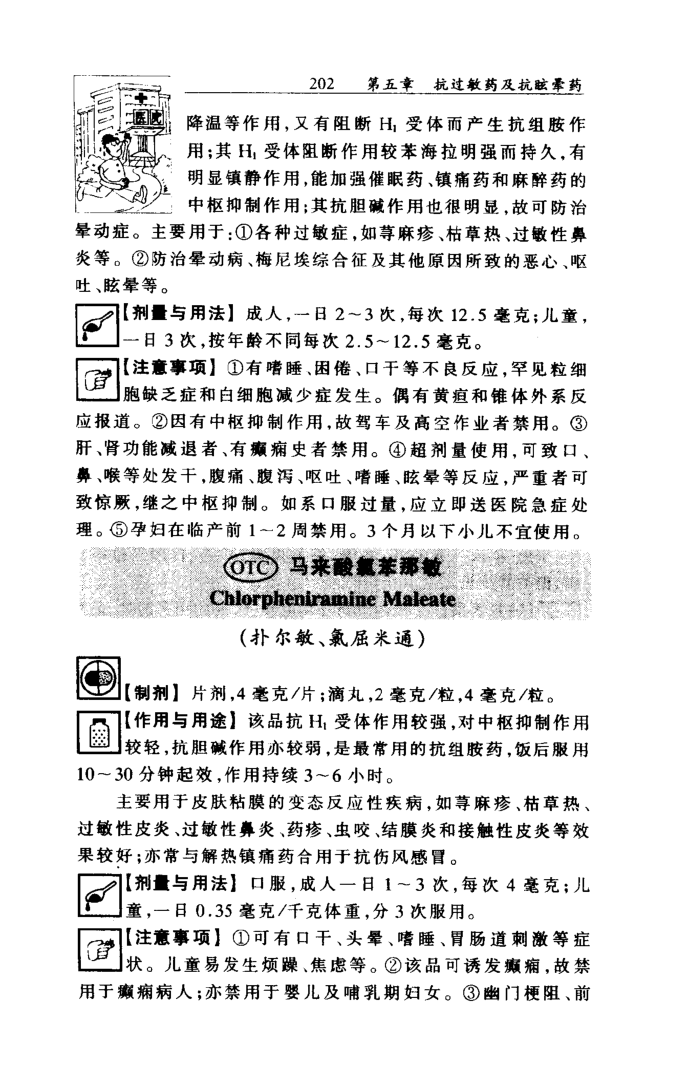 202 第五章 抗过敏药及抗眩晕药
医院
降温等作用,又有阻断 H₁ 受体而产生抗组胺作
用;其 H₁ 受体阻断作用较苯海拉明强而持久,有
明显镇静作用,能加强催眠药、镇痛药和麻醉药的
中枢抑制作用;其抗胆碱作用也很明显,故可防治
晕动症。主要用于:①各种过敏症,如荨麻疹、枯草热、过敏性鼻
炎等。②防治晕动病、梅尼埃综合征及其他原因所致的恶心、呕
吐、眩晕等。
【剂量与用法】成人,一日 2~3 次,每次 12.5 毫克;儿童,
一日 3 次,按年龄不同每次 2.5~12.5 毫克。
【注意事项】①有嗜睡、困倦、口干等不良反应,罕见粒细
胞缺乏症和白细胞减少症发生。偶有黄疸和锥体外系反
应报道。②因有中枢抑制作用,故驾车及高空作业者禁用。③
肝、肾功能减退者、有癫痫史者禁用。④超剂量使用,可致口、
鼻、喉等处发干,腹痛、腹泻、呕吐、嗜睡、眩晕等反应,严重者可
致惊厥,继之中枢抑制。如系口服过量,应立即送医院急症处
理。⑤孕妇在临产前 1~2 周禁用。3 个月以下小儿不宜使用。
OTC 马来酸氯苯那敏
Chlorpheniramine Maleate
(扑尔敏、氯屈米通)
【制剂】片剂,4 毫克/片;滴丸,2 毫克/粒,4 毫克/粒。
【作用与用途】该品抗 H₁ 受体作用较强,对中枢抑制作用
较轻,抗胆碱作用亦较弱,是最常用的抗组胺药,饭后服用
10~30 分钟起效,作用持续 3~6 小时。
主要用于皮肤粘膜的变态反应性疾病,如荨麻疹、枯草热、
过敏性皮炎、过敏性鼻炎、药疹、虫咬、结膜炎和接触性皮炎等效
果较好;亦常与解热镇痛药合用于抗伤风感冒。
【剂量与用法】口服,成人一日 1~3 次,每次 4 毫克;儿
童,一日 0.35 毫克/千克体重,分 3 次服用。
【注意事项】①可有口干、头晕、嗜睡、胃肠道刺激等症
状。儿童易发生烦躁、焦虑等。②该品可诱发癫痫,故禁
用于癫痫病人;亦禁用于婴儿及哺乳期妇女。③幽门梗阻、前